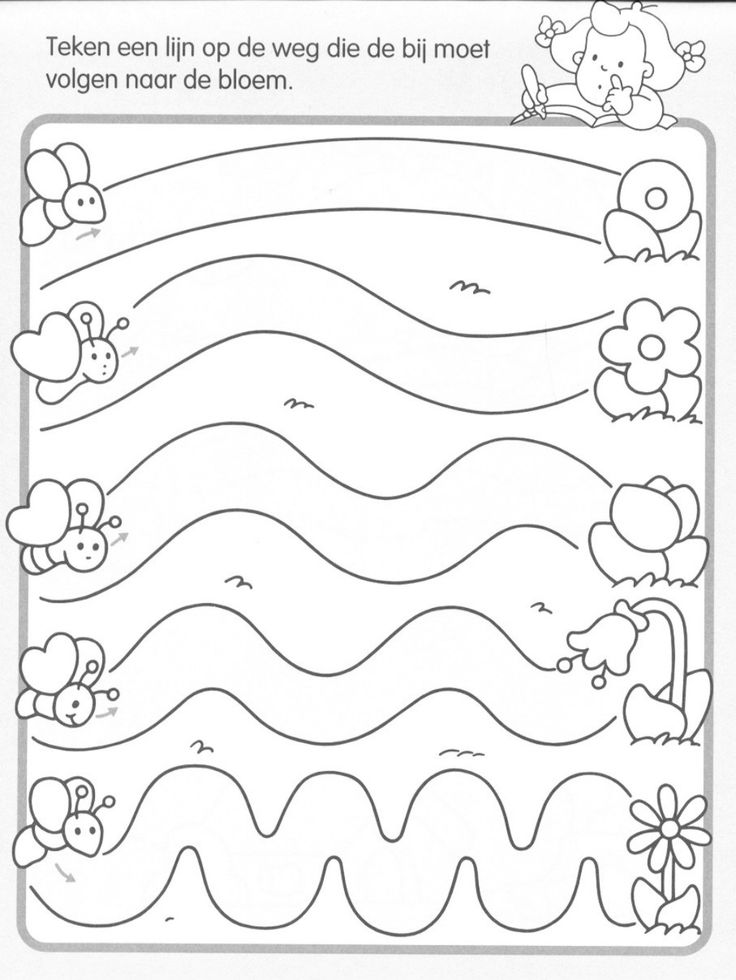 Teken een lijn op de weg die de bij moet
volgen naar de bloem.